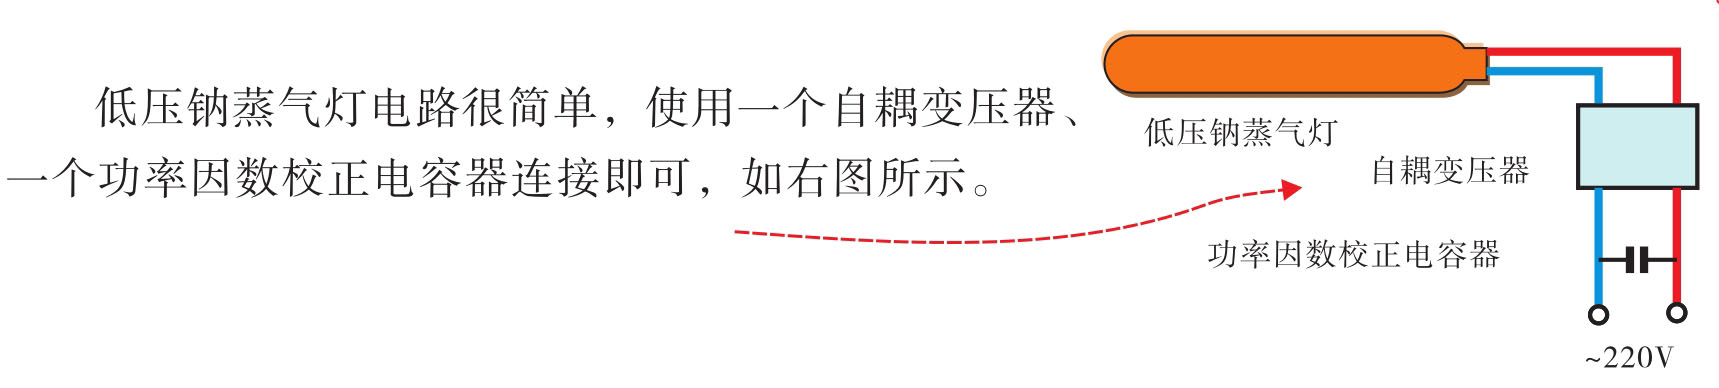 低压钠蒸气灯电路很简单，使用一个自耦变压器、
一个功率因数校正电容器连接即可，如右图所示。
低压钠蒸气灯
自耦变压器
功率因数校正电容器
~220V